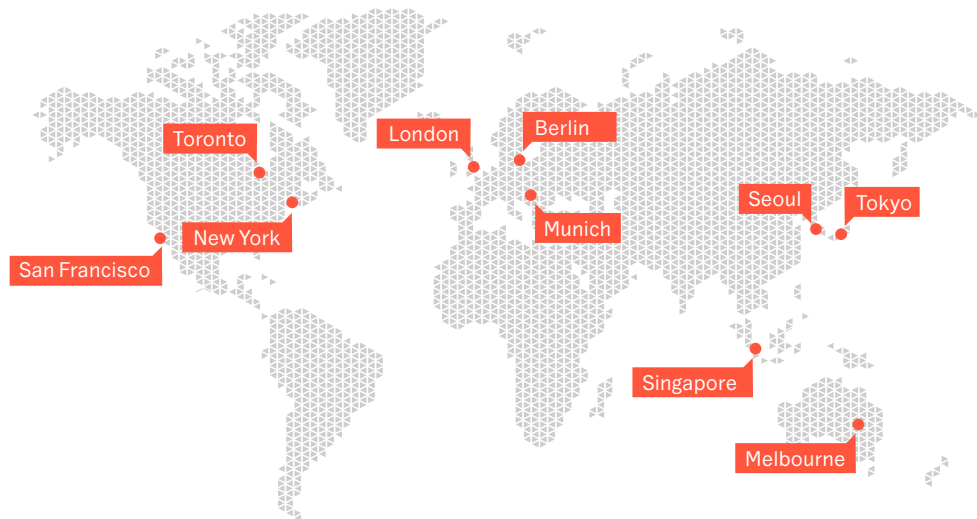 Toronto
London
Berlin
Seoul
Tokyo
New York
Munich
San Francisco
Singapore
Melbourne